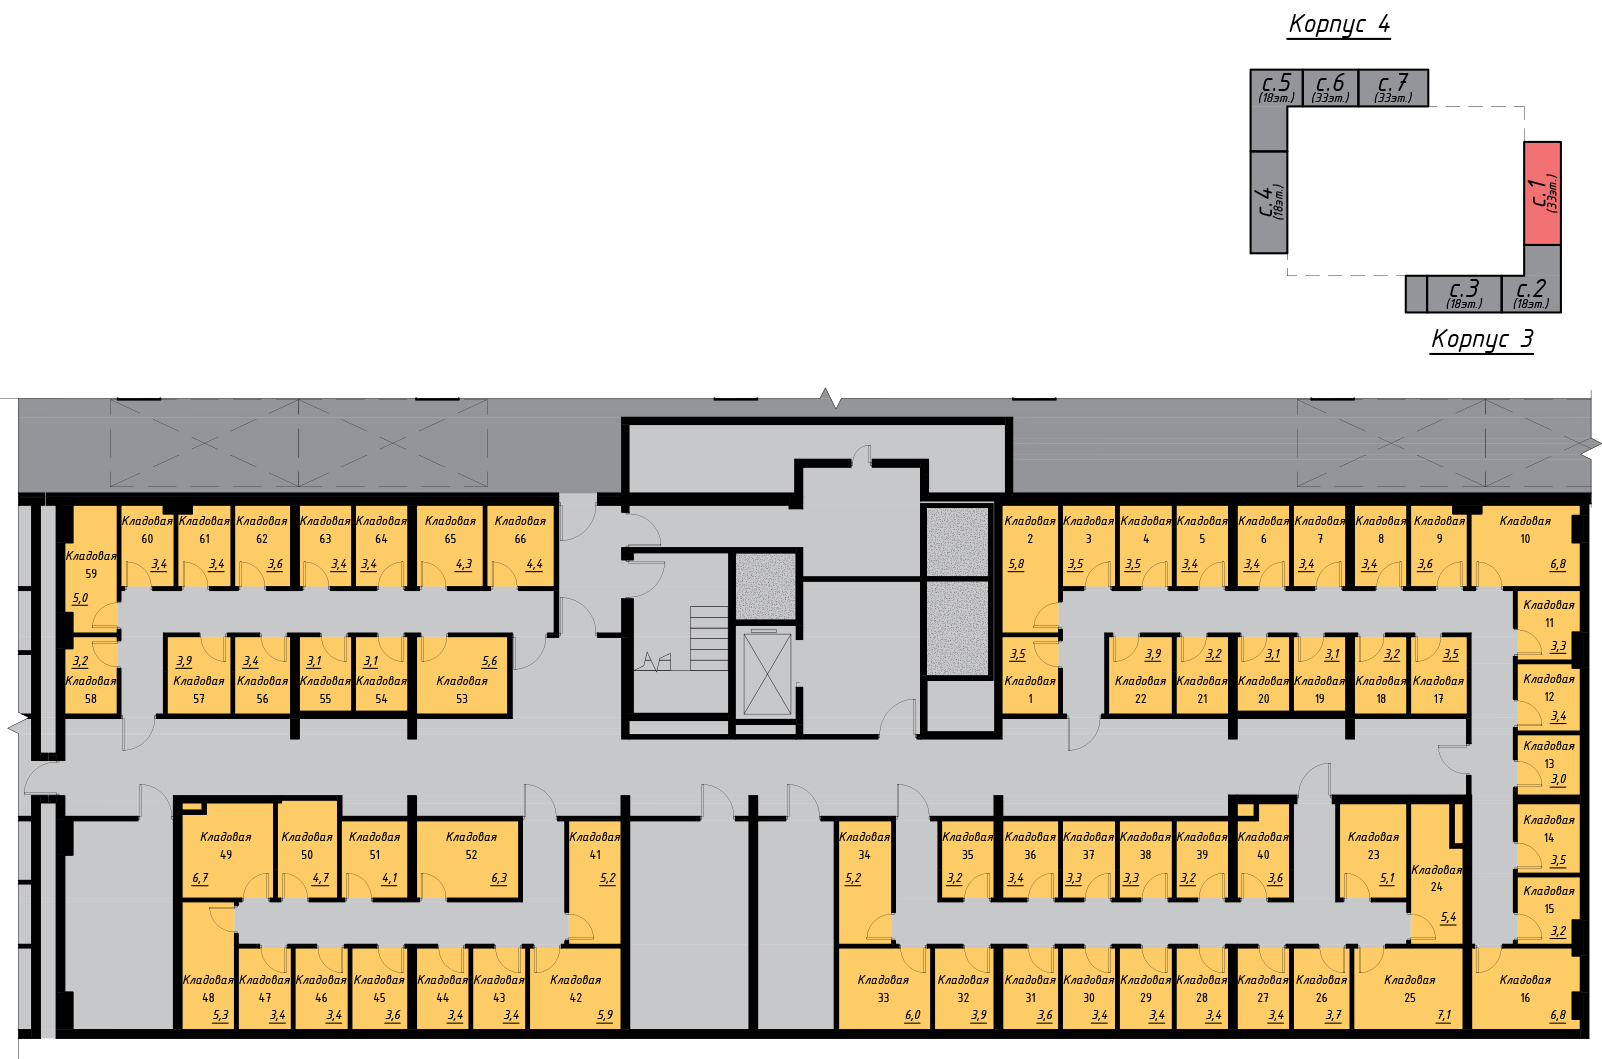 Корпус 4
с.5
(18эт.)
с.6
(33эт.)
с.7
(33эт.)
с.4
(18эт.)
с.1
(33эт.)
с.3
(18эт.)
с.2
(18эт.)
Корпус 3
Кладовая
59
5,0
Кладовая
60
3,4
Кладовая
61
3,4
Кладовая
62
3,6
Кладовая
63
3,4
Кладовая
64
3,4
Кладовая
65
4,3
Кладовая
66
4,4
Кладовая
2
5,8
Кладовая
3
3,5
Кладовая
4
3,5
Кладовая
5
3,4
Кладовая
6
3,4
Кладовая
7
3,4
Кладовая
8
3,4
Кладовая
9
3,6
Кладовая
10
6,8
Кладовая
11
3,3
3,2
Кладовая
58
3,9
Кладовая
57
3,4
Кладовая
56
3,1
Кладовая
55
3,1
Кладовая
54
5,6
Кладовая
53
3,5
Кладовая
1
3,9
Кладовая
22
3,2
Кладовая
21
3,1
Кладовая
20
3,1
Кладовая
19
3,2
Кладовая
18
3,5
Кладовая
17
Кладовая
12
3,4
Кладовая
13
3,0
Кладовая
49
6,7
Кладовая
50
4,7
Кладовая
51
4,1
Кладовая
52
6,3
Кладовая
41
5,2
Кладовая
34
5,2
Кладовая
35
3,2
Кладовая
36
3,4
Кладовая
37
3,3
Кладовая
38
3,3
Кладовая
39
3,2
Кладовая
40
3,6
Кладовая
23
5,1
Кладовая
24
5,4
Кладовая
14
3,5
Кладовая
15
3,2
Кладовая
48
5,3
Кладовая
47
3,4
Кладовая
46
3,4
Кладовая
45
3,6
Кладовая
44
3,4
Кладовая
43
3,4
Кладовая
42
5,9
Кладовая
33
6,0
Кладовая
32
3,9
Кладовая
31
3,6
Кладовая
30
3,4
Кладовая
29
3,4
Кладовая
28
3,4
Кладовая
27
3,4
Кладовая
26
3,7
Кладовая
25
7,1
Кладовая
16
6,8